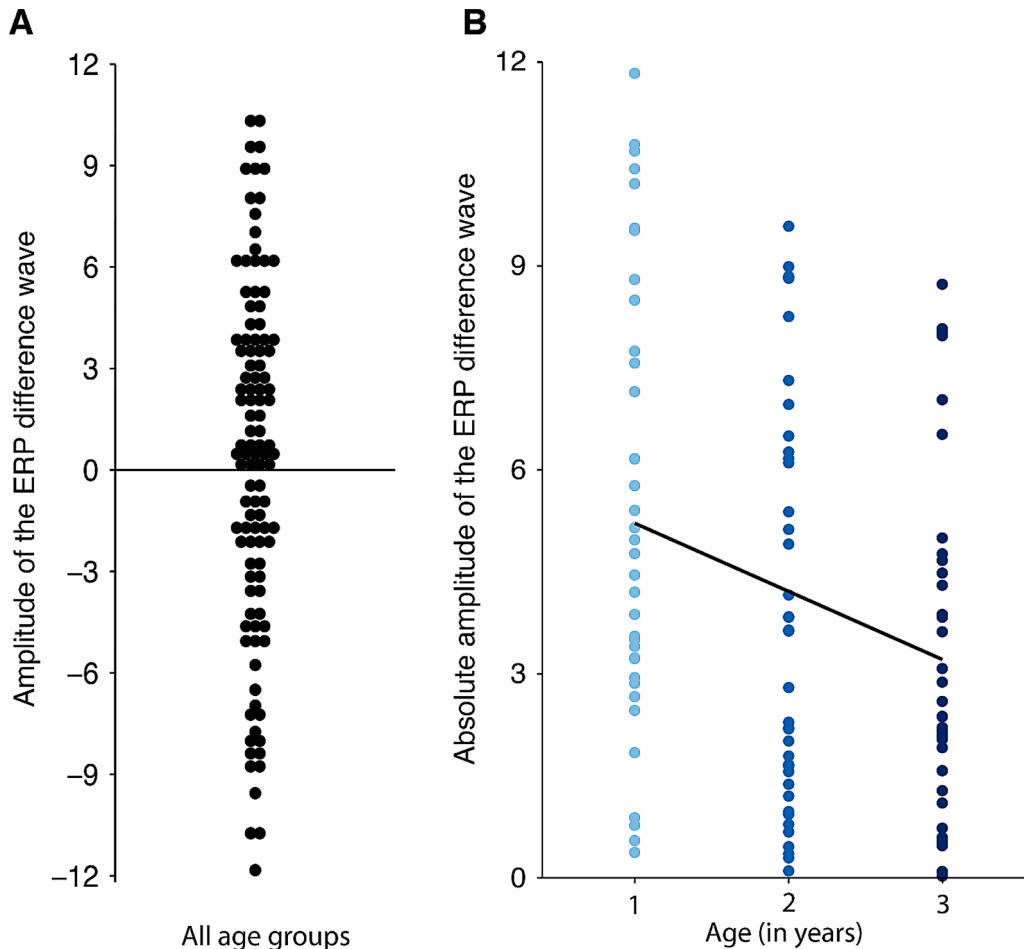 A
B
Amplitude of the ERP difference wave
12
9
6
3
0
−3
−6
−9
−12
All age groups
Absolute amplitude of the ERP difference wave
12
9
6
3
0
1
2
3
Age (in years)